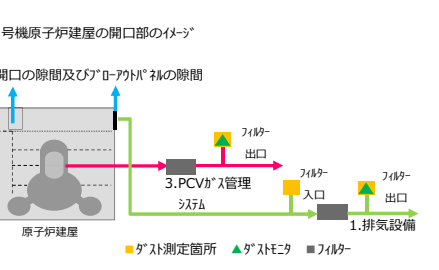 号機原子炉建屋の開口部のｲﾒｰｼﾞ
開口の隙間及びﾌﾞﾛｰｱｳﾄﾊﾟﾈﾙの隙間
ﾌｨﾙﾀｰ
出口
3.PCVｶﾞｽ管理
ｼｽﾃﾑ
ﾌｨﾙﾀｰ
入口
ﾌｨﾙﾀｰ
出口
1.排気設備
原子炉建屋
■ﾀﾞｽﾄ測定箇所 ▲ﾀﾞｽﾄﾓﾆﾀ ■ﾌｨﾙﾀｰ